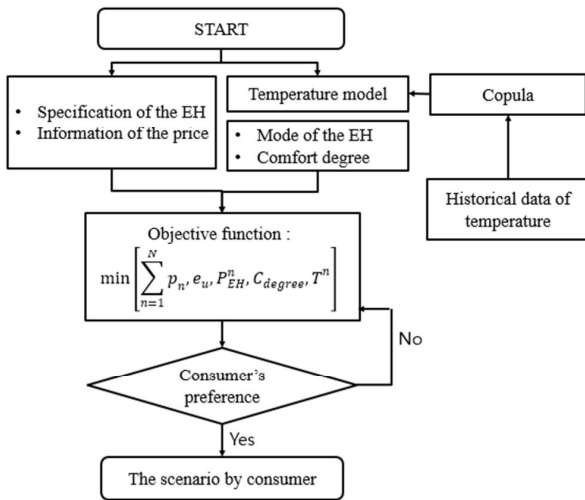 START
• Specification of the EH
• Information of the price
Temperature model
Copula
• Mode of the EH
• Comfort degree
Historical data of
temperature
Objective function :
min [ ∑_{n=1}^{N} p_n, e_u, P_{EH}^n, C_{degree}, T^n ]
No
Consumer's
preference
Yes
The scenario by consumer